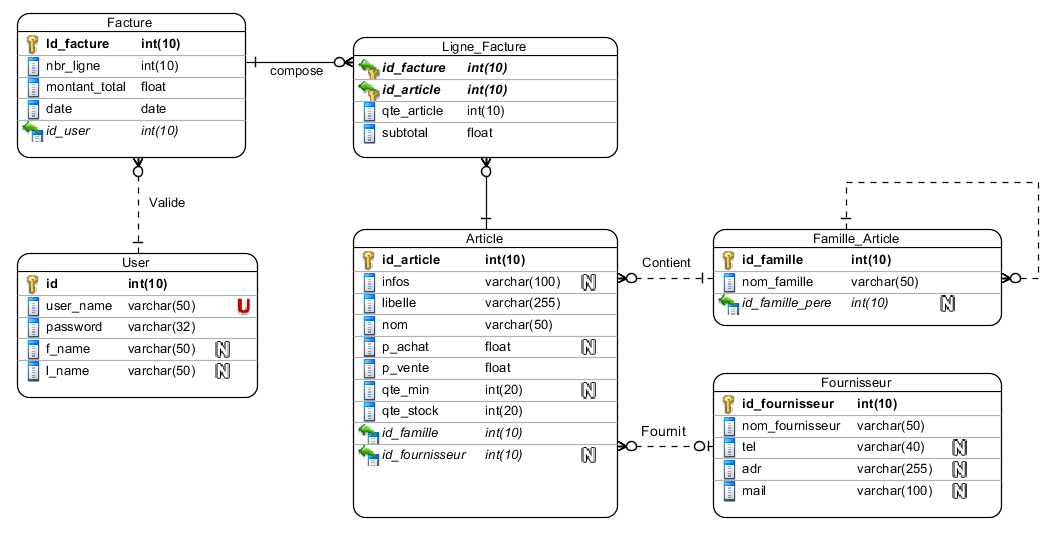 Facture
Id_facture int(10)
nbr_ligne int(10)
montant_total float
date date
id_user int(10)
compose
Ligne_Facture
id_facture int(10)
id_article int(10)
qte_article int(10)
subtotal float
Valide
User
id int(10)
user_name varchar(50) U
password varchar(32)
f_name varchar(50) N
l_name varchar(50) N
Article
id_article int(10)
infos varchar(100) N
libelle varchar(255)
nom varchar(50)
p_achat float N
p_vente float
qte_min int(20) N
qte_stock int(20)
id_famille int(10)
id_fournisseur int(10) N
Contient
Famille_Article
id_famille int(10)
nom_famille varchar(50)
id_famille_pere int(10) N
Fournit
Fournisseur
id_fournisseur int(10)
nom_fournisseur varchar(50)
tel varchar(40) N
adr varchar(255) N
mail varchar(100) N